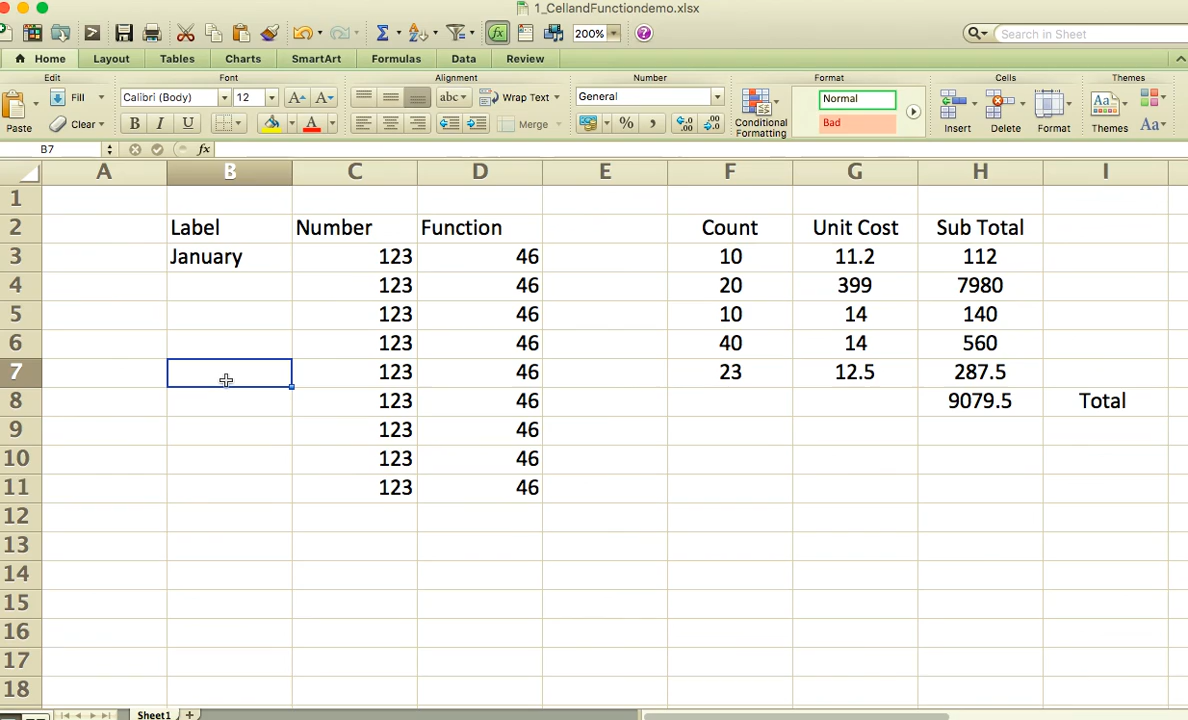 1_CellandFunctiondemo.xlsx
200% Search in Sheet
Home Layout Tables Charts SmartArt Formulas Data Review
Edit Font Alignment Number Format Cells Themes
Fill Calibri (Body) 12 A A abc Wrap Text General Normal
Paste Clear B I U A Merge % , Conditional Formatting Bad Insert Delete Format Themes Aa
B7 fx
A B C D E F G H I
1
2 Label Number Function Count Unit Cost Sub Total
3 January 123 46 10 11.2 112
4 123 46 20 399 7980
5 123 46 10 14 140
6 123 46 40 14 560
7 123 46 23 12.5 287.5
8 123 46 9079.5 Total
9 123 46
10 123 46
11 123 46
12
13
14
15
16
17
18
Sheet1